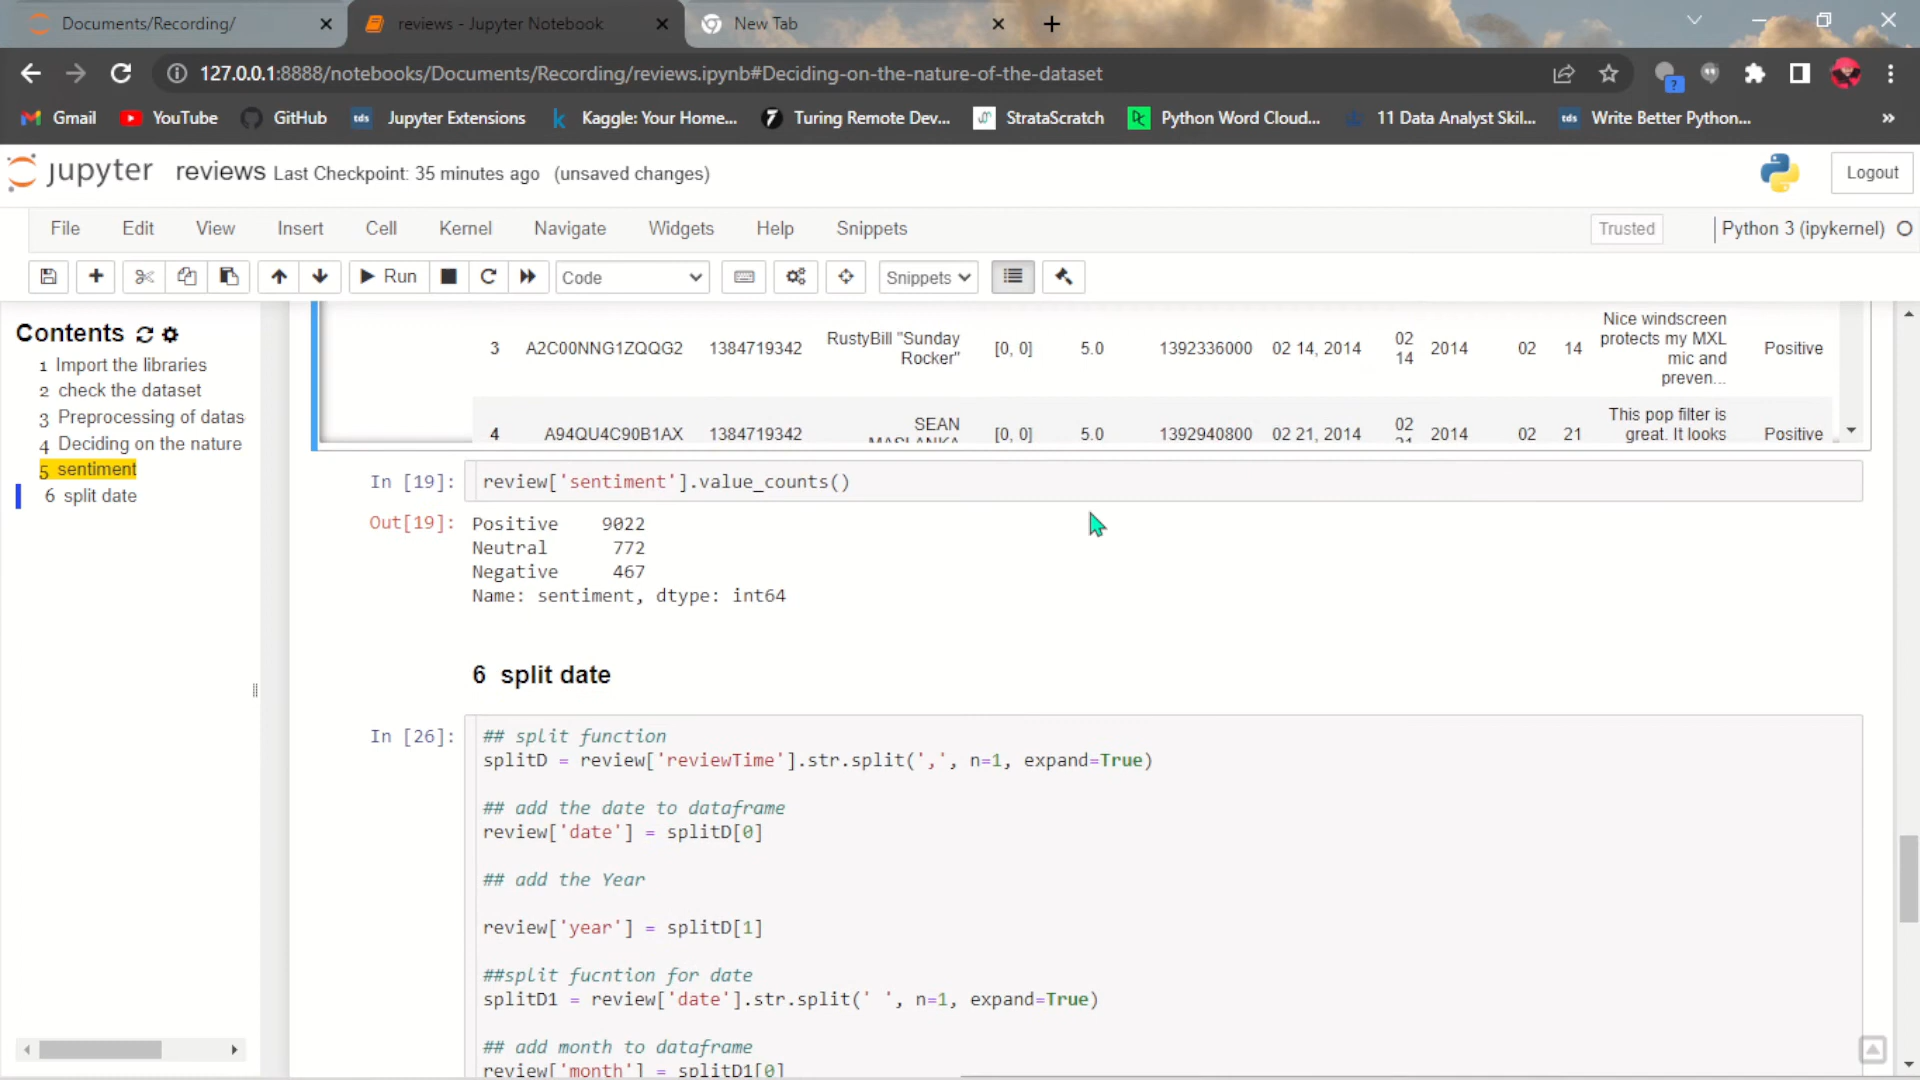 Documents/Recording/
reviews - Jupyter Notebook
New Tab
127.0.0.1:8888/notebooks/Documents/Recording/reviews.ipynb#Deciding-on-the-nature-of-the-dataset
Gmail YouTube GitHub tds Jupyter Extensions k Kaggle: Your Home... Turing Remote Dev... StrataScratch Python Word Cloud... 11 Data Analyst Skil... tds Write Better Python... »
jupyter reviews Last Checkpoint: 35 minutes ago (unsaved changes) Logout
File Edit View Insert Cell Kernel Navigate Widgets Help Snippets Trusted Python 3 (ipykernel)
Run Code Snippets
Contents
1 Import the libraries
2 check the dataset
3 Preprocessing of datas
4 Deciding on the nature
5 sentiment
6 split date
3 A2C00NNG1ZQQG2 1384719342 RustyBill "Sunday Rocker" [0, 0] 5.0 1392336000 02 14, 2014 02 14 2014 02 14 Nice windscreen protects my MXL mic and preven... Positive
4 A94QU4C90B1AX 1384719342 SEAN MASLANKA [0, 0] 5.0 1392940800 02 21, 2014 02 21 2014 02 21 This pop filter is great. It looks Positive
In [19]: review['sentiment'].value_counts()
Out[19]: Positive 9022
Neutral 772
Negative 467
Name: sentiment, dtype: int64
6 split date
In [26]: ## split function
splitD = review['reviewTime'].str.split(',', n=1, expand=True)
## add the date to dataframe
review['date'] = splitD[0]
## add the Year
review['year'] = splitD[1]
##split fucntion for date
splitD1 = review['date'].str.split(' ', n=1, expand=True)
## add month to dataframe
review['month'] = splitD1[0]